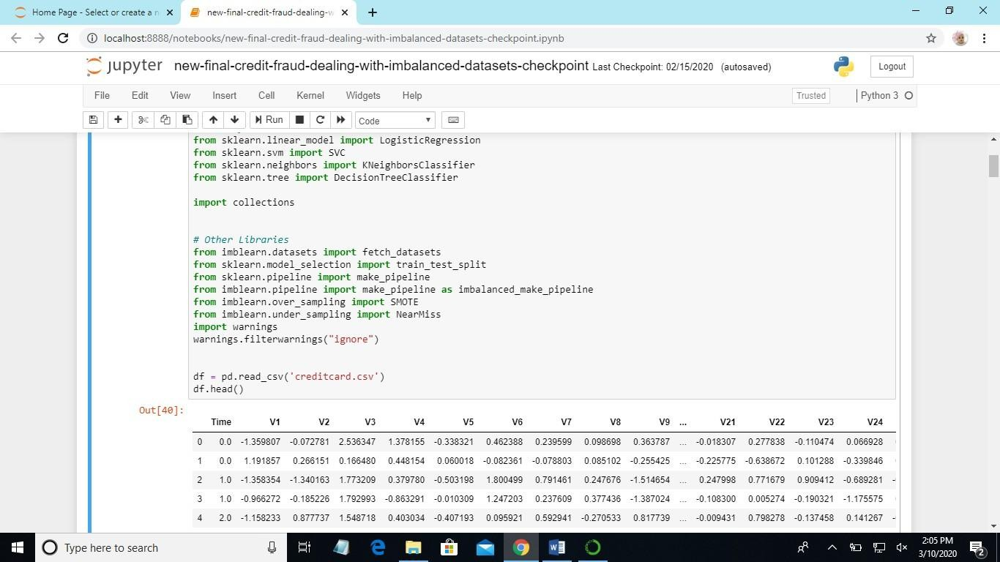 Home Page - Select or create a n
new-final-credit-fraud-dealing-w
localhost:8888/notebooks/new-final-credit-fraud-dealing-with-imbalanced-datasets-checkpoint.ipynb
jupyter new-final-credit-fraud-dealing-with-imbalanced-datasets-checkpoint Last Checkpoint: 02/15/2020 (autosaved) Logout
File Edit View Insert Cell Kernel Widgets Help Trusted Python 3
Run Code
from sklearn.linear_model import LogisticRegression
from sklearn.svm import SVC
from sklearn.neighbors import KNeighborsClassifier
from sklearn.tree import DecisionTreeClassifier
import collections
# Other Libraries
from imblearn.datasets import fetch_datasets
from sklearn.model_selection import train_test_split
from sklearn.pipeline import make_pipeline
from imblearn.pipeline import make_pipeline as imbalanced_make_pipeline
from imblearn.over_sampling import SMOTE
from imblearn.under_sampling import NearMiss
import warnings
warnings.filterwarnings("ignore")
df = pd.read_csv('creditcard.csv')
df.head()
Out[40]:
Time V1 V2 V3 V4 V5 V6 V7 V8 V9 ... V21 V22 V23 V24
0 0.0 -1.359807 -0.072781 2.536347 1.378155 -0.338321 0.462388 0.239599 0.098698 0.363787 ... -0.018307 0.277838 -0.110474 0.066928
1 0.0 1.191857 0.266151 0.166480 0.448154 0.060018 -0.082361 -0.078803 0.085102 -0.255425 ... -0.225775 -0.638672 0.101288 -0.339846
2 1.0 -1.358354 -1.340163 1.773209 0.379780 -0.503198 1.800499 0.791461 0.247676 -1.514654 ... 0.247998 0.771679 0.909412 -0.689281
3 1.0 -0.966272 -0.185226 1.792993 -0.863291 -0.010309 1.247203 0.237609 0.377436 -1.387024 ... -0.108300 0.005274 -0.190321 -1.175575
4 2.0 -1.158233 0.877737 1.548718 0.403034 -0.407193 0.095921 0.592941 -0.270533 0.817739 ... -0.009431 0.798278 -0.137458 0.141267
Type here to search
2:05 PM
3/10/2020
2